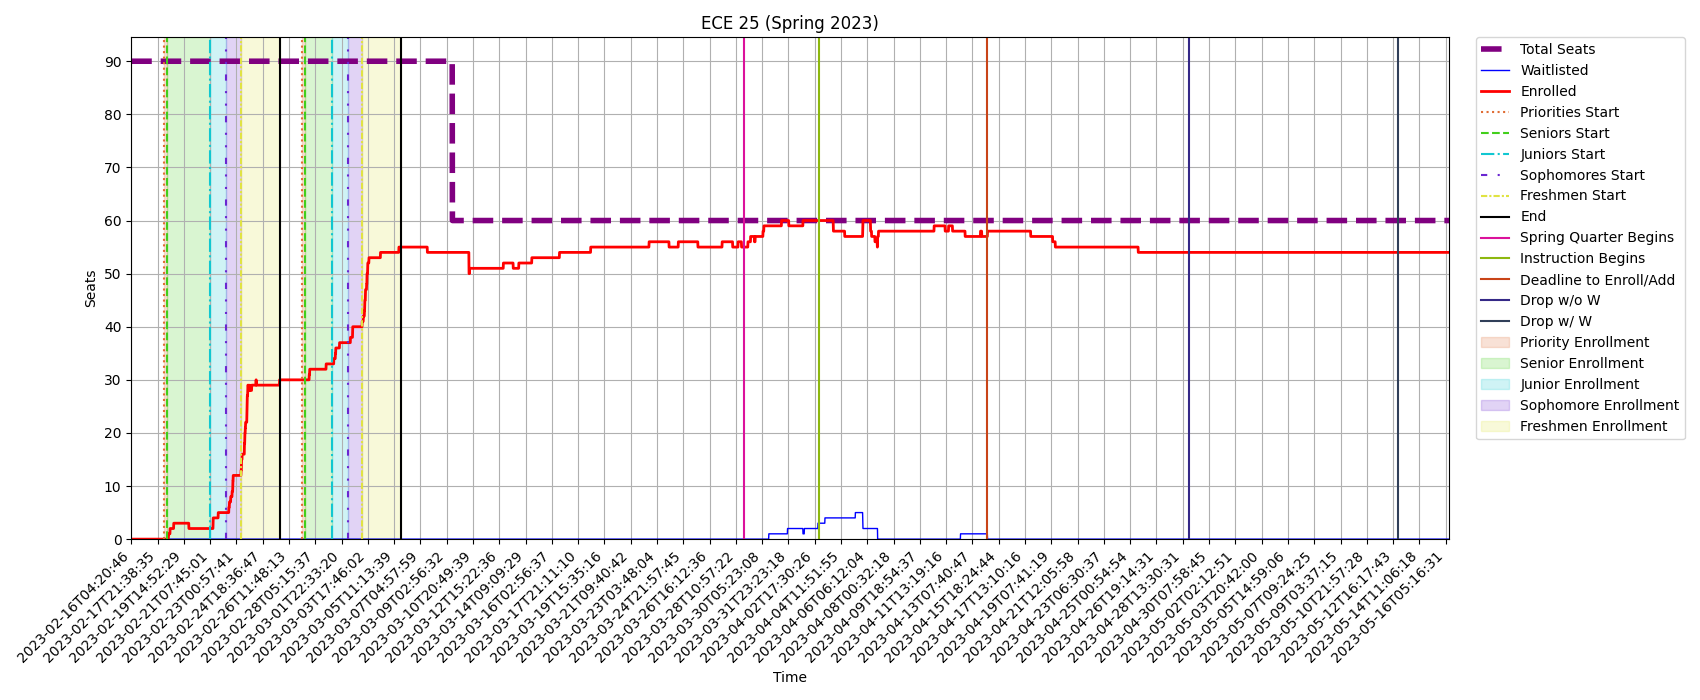 ECE 25 (Spring 2023)
Seats
90
80
70
60
50
40
30
20
10
0
2023-02-16T04:20:46
2023-02-17T21:38:35
2023-02-19T14:52:29
2023-02-21T07:45:01
2023-02-23T00:57:41
2023-02-24T18:36:47
2023-02-26T11:48:13
2023-02-28T05:15:37
2023-03-01T22:33:20
2023-03-03T17:46:02
2023-03-05T11:13:39
2023-03-07T04:57:59
2023-03-09T02:56:32
2023-03-10T20:49:39
2023-03-12T15:22:36
2023-03-14T09:09:29
2023-03-16T02:56:37
2023-03-17T21:11:10
2023-03-19T15:35:16
2023-03-21T09:40:42
2023-03-23T03:48:04
2023-03-24T21:57:45
2023-03-26T16:12:36
2023-03-28T10:57:22
2023-03-30T05:23:08
2023-03-31T23:23:18
2023-04-02T17:30:26
2023-04-04T11:51:55
2023-04-06T06:12:04
2023-04-08T00:32:18
2023-04-09T18:54:37
2023-04-11T13:19:16
2023-04-13T07:40:47
2023-04-15T18:24:44
2023-04-17T13:10:16
2023-04-19T07:41:19
2023-04-21T12:05:58
2023-04-23T06:30:37
2023-04-25T00:54:54
2023-04-26T19:14:31
2023-04-28T13:30:31
2023-04-30T07:58:45
2023-05-02T02:12:51
2023-05-03T20:42:00
2023-05-05T14:59:06
2023-05-07T09:24:25
2023-05-09T03:37:15
2023-05-10T21:57:28
2023-05-12T16:17:43
2023-05-14T11:06:18
2023-05-16T05:16:31
Time
Total Seats
Waitlisted
Enrolled
Priorities Start
Seniors Start
Juniors Start
Sophomores Start
Freshmen Start
End
Spring Quarter Begins
Instruction Begins
Deadline to Enroll/Add
Drop w/o W
Drop w/ W
Priority Enrollment
Senior Enrollment
Junior Enrollment
Sophomore Enrollment
Freshmen Enrollment